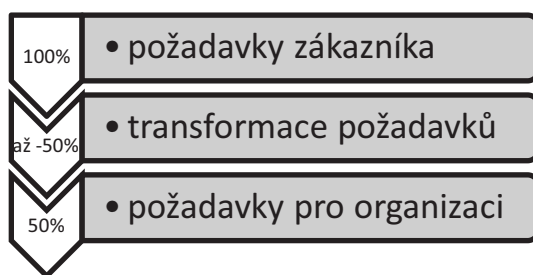 100%
• požadavky zákazníka
až -50%
• transformace požadavků
50%
• požadavky pro organizaci